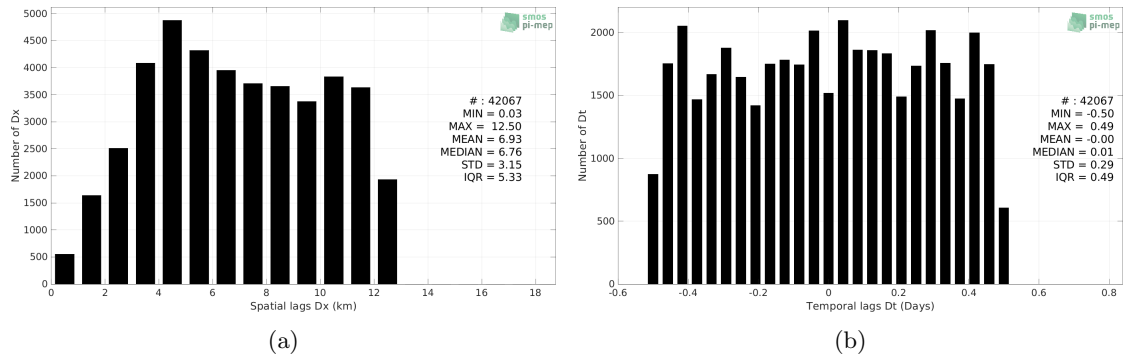 smos
pi-mep
5000
4500
4000
3500
3000
2500
2000
1500
1000
500
0
Number of Dx
# : 42067
MIN = 0.03
MAX = 12.50
MEAN = 6.93
MEDIAN = 6.76
STD = 3.15
IQR = 5.33
0 2 4 6 8 10 12 14 16 18
Spatial lags Dx (km)
(a)
smos
pi-mep
2000
1500
1000
500
0
Number of Dt
# : 42067
MIN = -0.50
MAX = 0.49
MEAN = -0.00
MEDIAN = 0.01
STD = 0.29
IQR = 0.49
-0.6 -0.4 -0.2 0 0.2 0.4 0.6 0.8
Temporal lags Dt (Days)
(b)